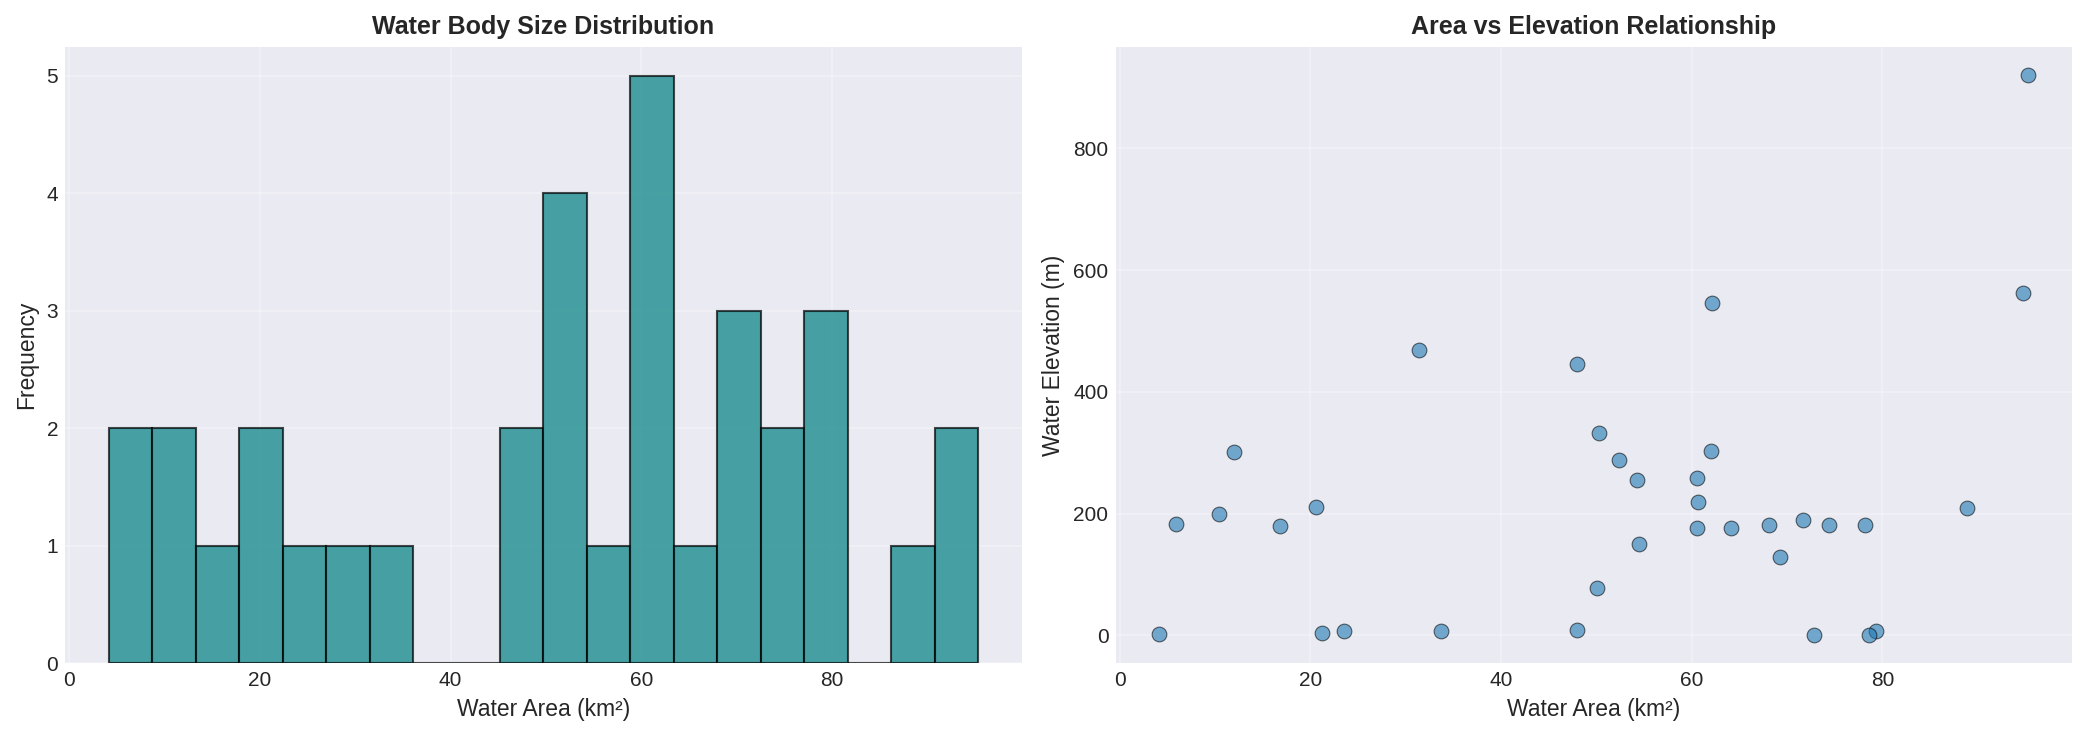 Water Body Size Distribution
5
4
3
2
1
0
Frequency
0 20 40 60 80
Water Area (km²)
Area vs Elevation Relationship
800
600
400
200
0
Water Elevation (m)
0 20 40 60 80
Water Area (km²)